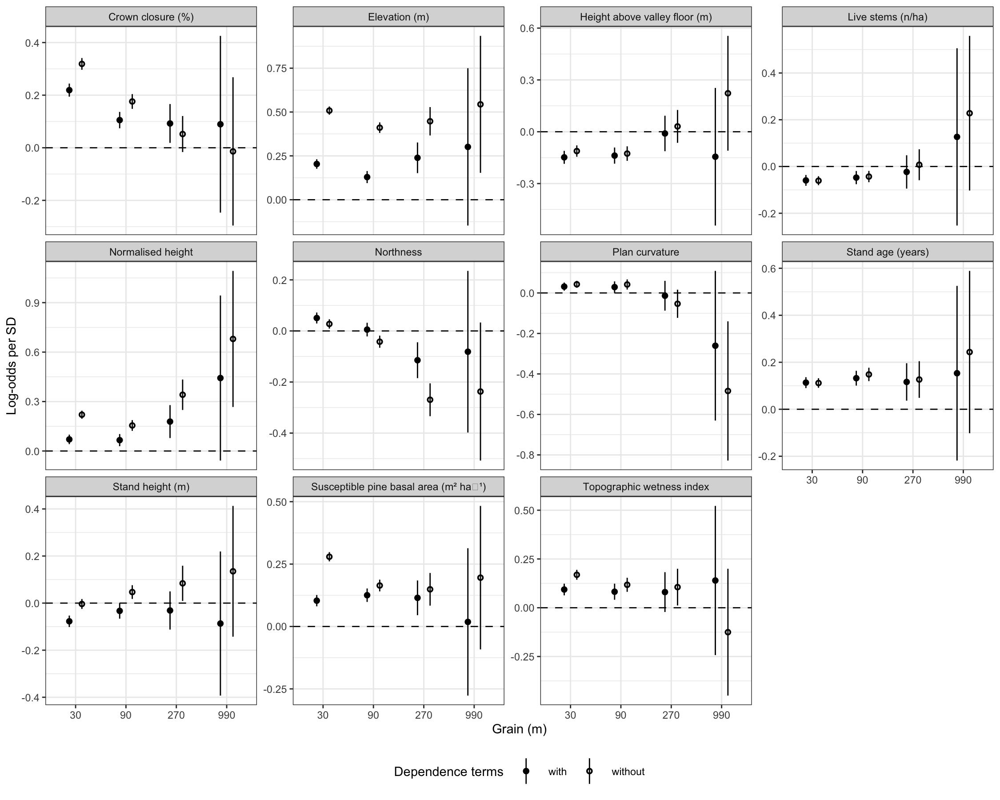 Crown closure (%)
Elevation (m)
Height above valley floor (m)
Live stems (n/ha)
0.4
0.2
0.0
-0.2
0.75
0.50
0.25
0.00
0.6
0.3
0.0
-0.3
0.4
0.2
0.0
-0.2
Normalised height
Northness
Plan curvature
Stand age (years)
0.9
0.6
0.3
0.0
0.2
0.0
-0.2
-0.4
0.0
-0.2
-0.4
-0.6
-0.8
0.6
0.4
0.2
0.0
-0.2
30 90 270 990
Log-odds per SD
Stand height (m)
Susceptible pine basal area (m² ha□¹)
Topographic wetness index
0.4
0.2
0.0
-0.2
-0.4
0.50
0.25
0.00
-0.25
0.50
0.25
0.00
-0.25
30 90 270 990
30 90 270 990
30 90 270 990
Grain (m)
Dependence terms with without